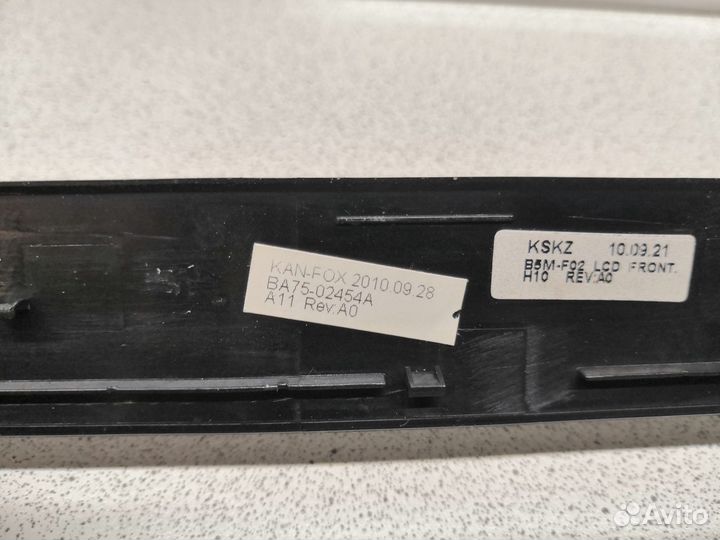 KAN-FOX 2010.09.28
BA75-02454A
A11 Rev:A0
KSKZ 10.09.21
B5M-F02 LCD FRONT.
H10 REV:A0
Avito